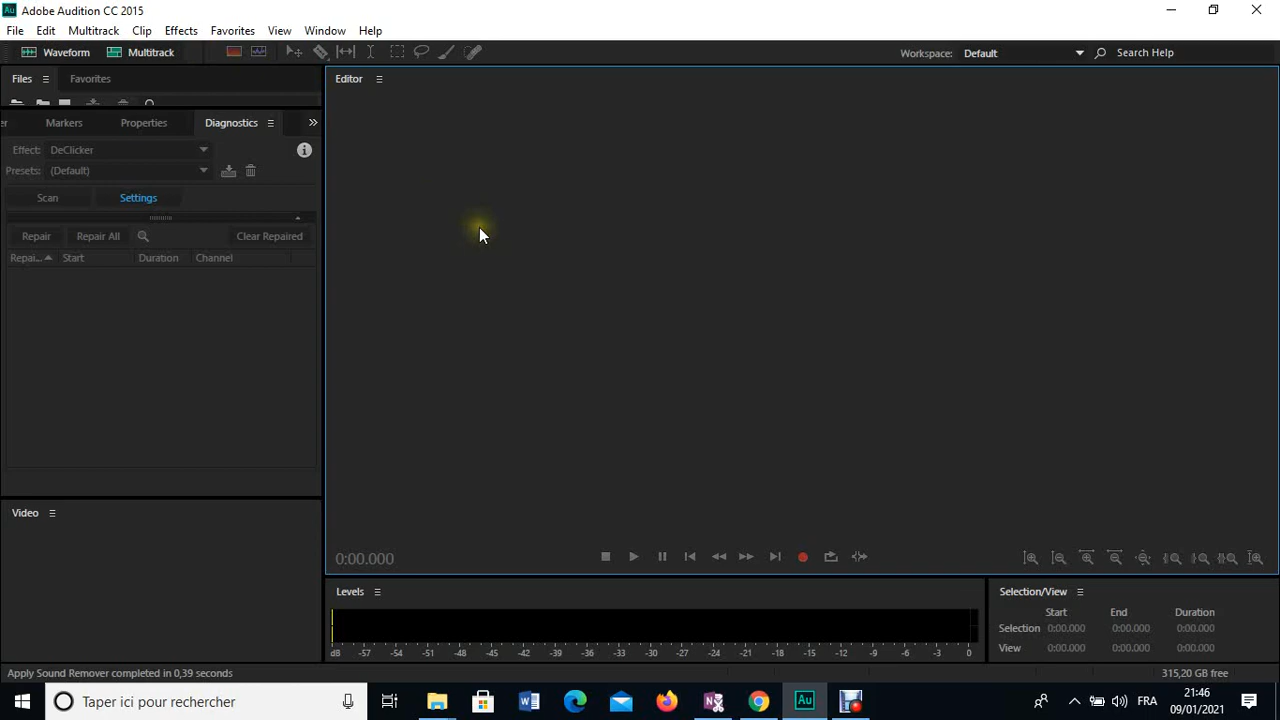 Adobe Audition CC 2015
File Edit Multitrack Clip Effects Favorites View Window Help
Waveform Multitrack Workspace: Default Search Help
Files Favorites
Editor
Markers Properties Diagnostics
Effect: DeClicker
Presets: (Default)
Scan Settings
Repair Repair All Clear Repaired
Repai... Start Duration Channel
Video
0:00.000
Levels
dB -57 -54 -51 -48 -45 -42 -39 -36 -33 -30 -27 -24 -21 -18 -15 -12 -9 -6 -3 0
Selection/View
Start End Duration
Selection 0:00.000 0:00.000 0:00.000
View 0:00.000 0:00.000 0:00.000
Apply Sound Remover completed in 0,39 seconds 315,20 GB free
Taper ici pour rechercher
FRA
21:46
09/01/2021